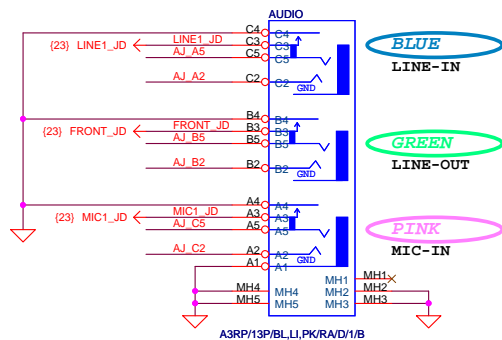 AUDIO
C4 C4
{23} LINE1_JD LINE1_JD C3 C3
AJ_A5 C5 C5
BLUE
LINE-IN
AJ_A2 C2 C2
GND
B4 B4
{23} FRONT_JD FRONT_JD B3 B3
AJ_B5 B5 B5
GREEN
LINE-OUT
AJ_B2 B2 B2
GND
A4 A4
{23} MIC1_JD MIC1_JD A3 A3
AJ_C5 A5 A5
PINK
MIC-IN
AJ_C2 A2 A2
GND
A1 A1
MH1 MH1
MH4 MH4 MH2 MH2
MH5 MH5 MH3 MH3
A3RP/13P/BL,LI,PK/RA/D/1/B